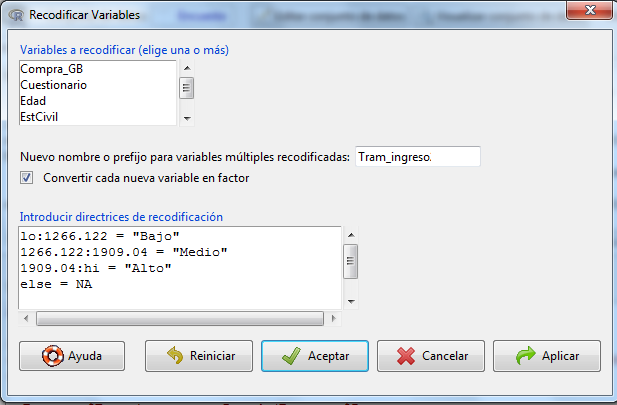 Recodificar Variables
Variables a recodificar (elige una o más)
Compra_GB
Cuestionario
Edad
EstCivil
Nuevo nombre o prefijo para variables múltiples recodificadas:
Tram_ingreso
Convertir cada nueva variable en factor
Introducir directrices de recodificación
lo:1266.122 = "Bajo"
1266.122:1909.04 = "Medio"
1909.04:hi = "Alto"
else = NA
Ayuda
Reiniciar
Aceptar
Cancelar
Aplicar